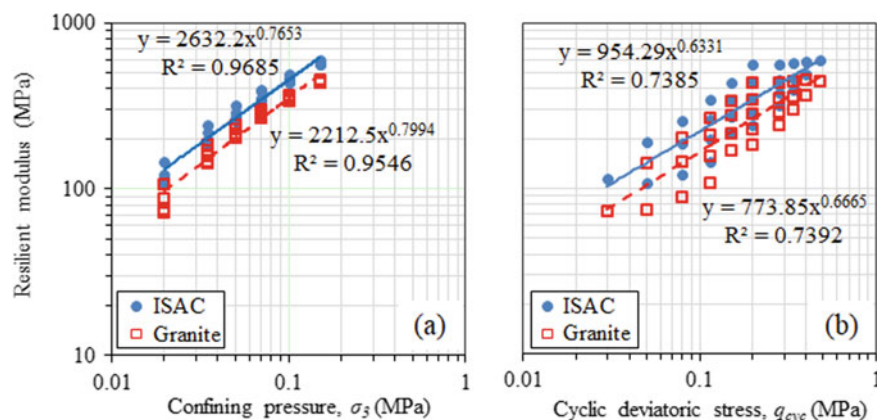 1000
100
10
Resilient modulus (MPa)
y = 2632.2x^0.7653
R² = 0.9685
y = 2212.5x^0.7994
R² = 0.9546
ISAC
Granite
(a)
0.01
0.1
1
Confining pressure, σ3 (MPa)
y = 954.29x^0.6331
R² = 0.7385
y = 773.85x^0.6665
R² = 0.7392
ISAC
Granite
(b)
0.01
0.1
1
Cyclic deviatoric stress, qcyc (MPa)